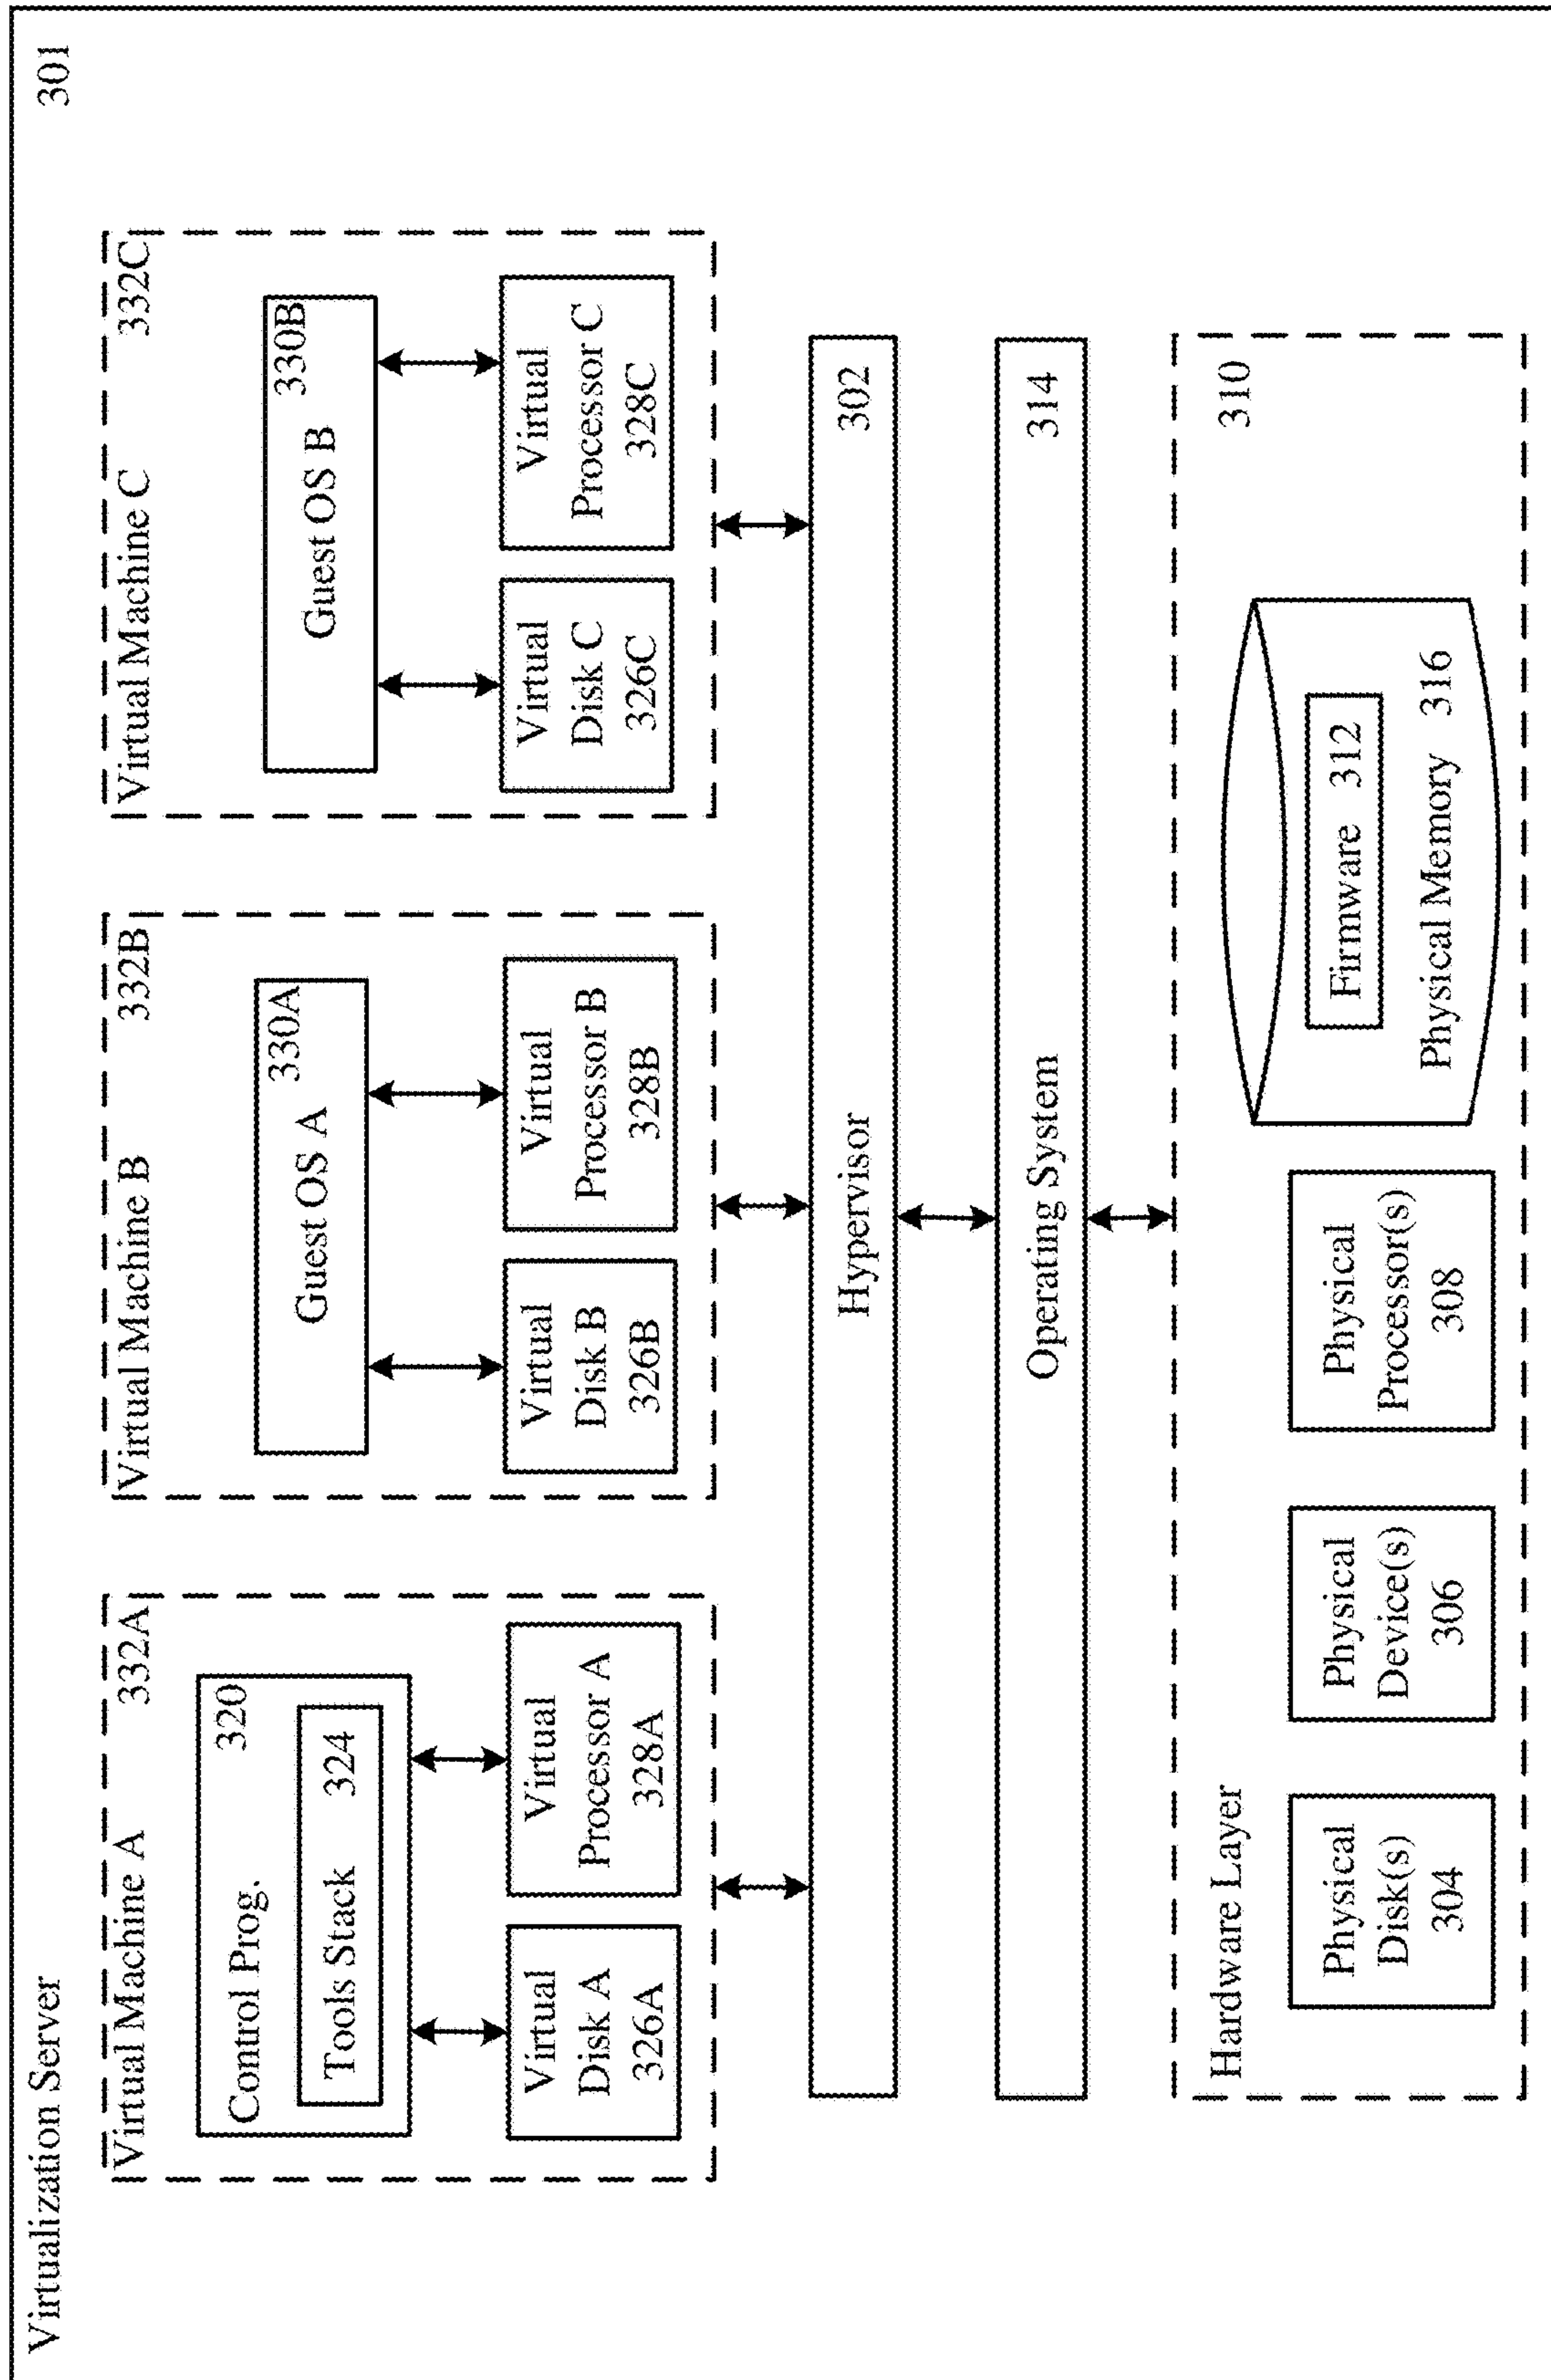 Virtualization Server 301
Virtual Machine A 332A
Control Prog. 320
Tools Stack 324
Virtual
Disk A
326A
Virtual
Processor A
328A
Virtual Machine B 332B
330A
Guest OS A
Virtual
Disk B
326B
Virtual
Processor B
328B
Virtual Machine C 332C
330B
Guest OS B
Virtual
Disk C
326C
Virtual
Processor C
328C
Hypervisor 302
Operating System 314
Hardware Layer 310
Physical
Disk(s)
304
Physical
Device(s)
306
Physical
Processor(s)
308
Firmware 312
Physical Memory 316